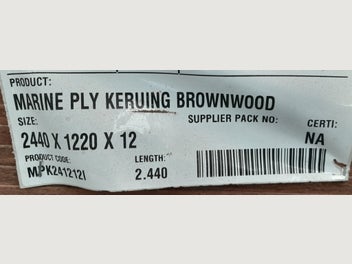 PRODUCT:
MARINE PLY KERUING BROWNWOOD
SIZE: SUPPLIER PACK NO: CERTI:
2440 X 1220 X 12 NA
PRODUCT CODE: LENGTH:
MPK241212I 2.440